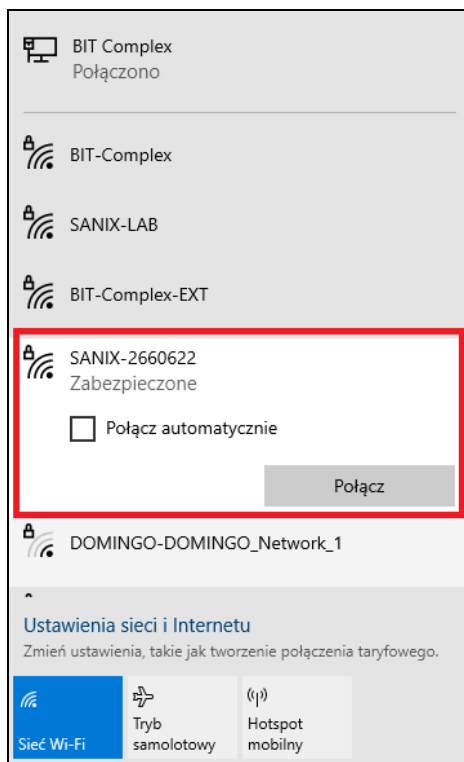 BIT Complex
Połączono
BIT-Complex
SANIX-LAB
BIT-Complex-EXT
SANIX-2660622
Zabezpieczone
Połącz automatycznie
Połącz
DOMINGO-DOMINGO_Network_1
Ustawienia sieci i Internetu
Zmień ustawienia, takie jak tworzenie połączenia taryfowego.
Sieć Wi-Fi
Tryb
samolotowy
Hotspot
mobilny